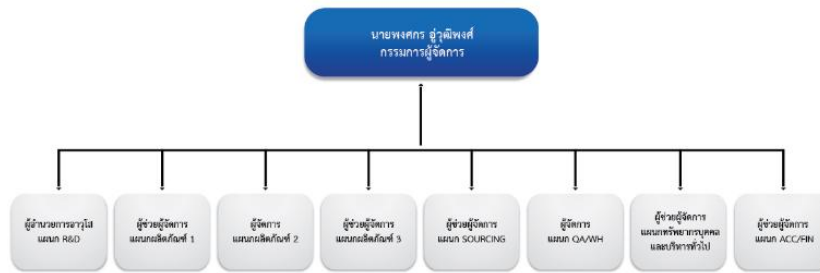 นายพงศกร อู่วุฒิพงศ์
กรรมการผู้จัดการ
ผู้อำนวยการอาวุโส
แผนก R&D
ผู้ช่วยผู้จัดการ
แผนกผลิตภัณฑ์ 1
ผู้จัดการ
แผนกผลิตภัณฑ์ 2
ผู้ช่วยผู้จัดการ
แผนกผลิตภัณฑ์ 3
ผู้ช่วยผู้จัดการ
แผนก SOURCING
ผู้จัดการ
แผนก QA/WH
ผู้ช่วยผู้จัดการ
แผนกทรัพยากรบุคคล
และบริหารทั่วไป
ผู้ช่วยผู้จัดการ
แผนก ACC/FIN